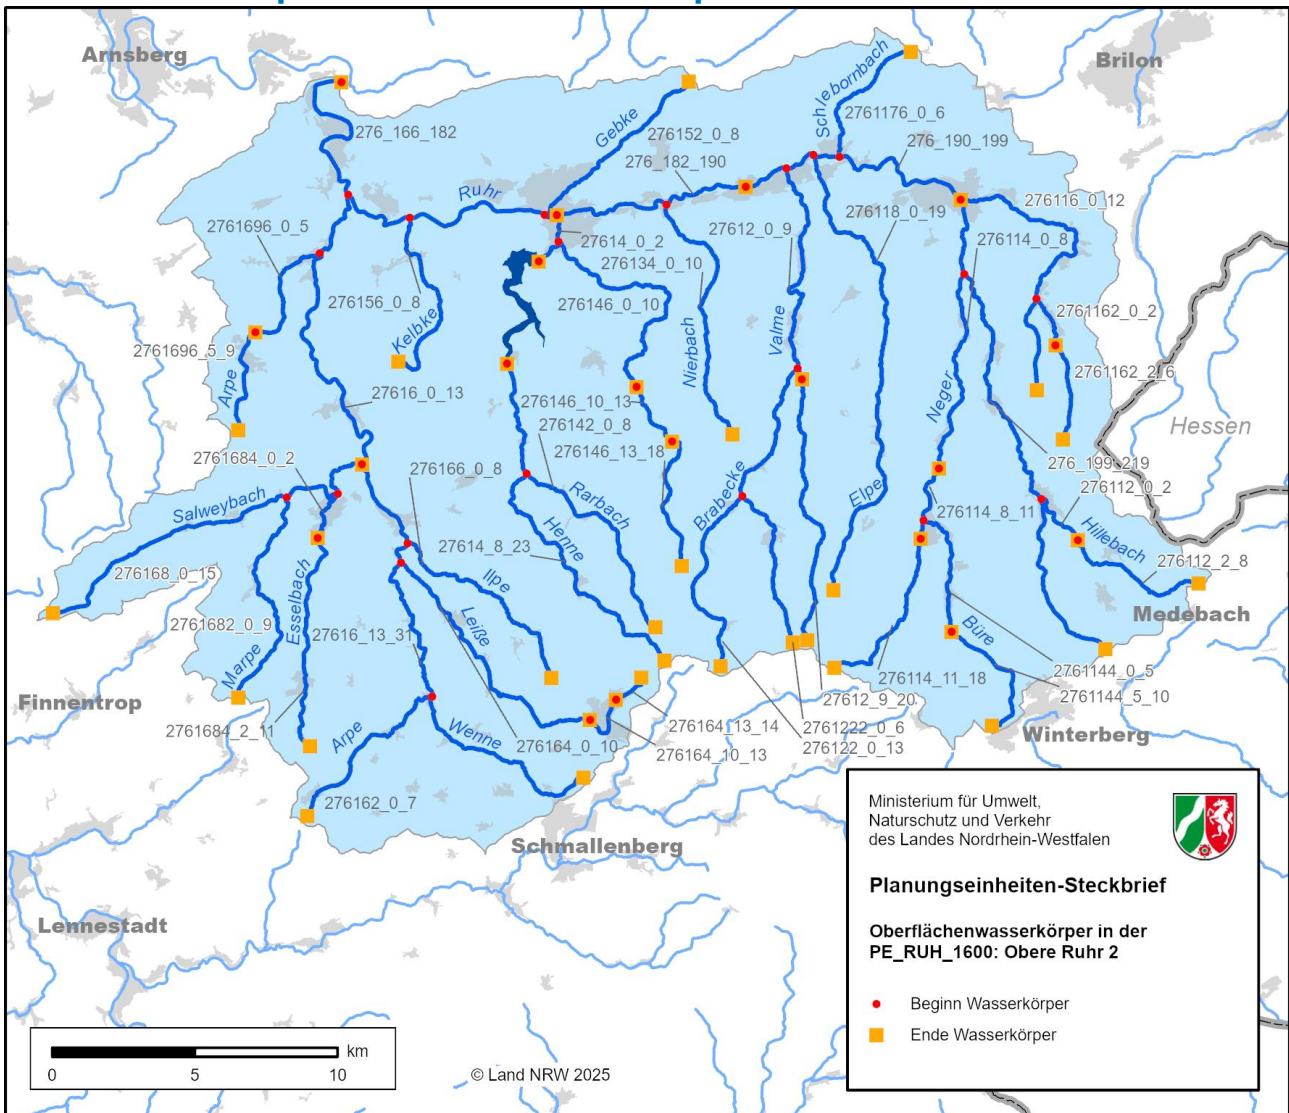 Arnsberg
Brilon
Schlebornbach
276_166_182
Gebke
276152_0_8
2761176_0_6
276_182_190
276_190_199
Ruhr
276116_0_12
2761696_0_5
27614_0_2
27612_0_9
276118_0_19
276114_0_8
276134_0_10
276156_0_8
276146_0_10
2761162_0_2
Kelbke
Valme
2761696_5_9
Nierbach
2761162_2_6
Arpe
27616_0_13
276146_10_13
Neger
276142_0_8
Hessen
2761684_0_2
276166_0_8
276146_13_18
276_199_219
276112_0_2
Salweybach
Rarbach
Brabecke
Elpe
276114_8_11
Henne
Hillebach
27614_8_23
276168_0_15
Ilpe
276112_2_8
Esselbach
Leiße
Medebach
2761682_0_9
27616_13_31
Büre
Marpe
2761144_0_5
276114_11_18
2761144_5_10
Finnentrop
27612_9_20
2761684_2_11
Arpe
Wenne
276164_13_14
2761222_0_6
Winterberg
276164_0_10
276164_10_13
276122_0_13
276162_0_7
Schmallenberg
Lennestadt
Ministerium für Umwelt,
Naturschutz und Verkehr
des Landes Nordrhein-Westfalen
Planungseinheiten-Steckbrief
Oberflächenwasserkörper in der
PE_RUH_1600: Obere Ruhr 2
Beginn Wasserkörper
Ende Wasserkörper
km
0 5 10
© Land NRW 2025